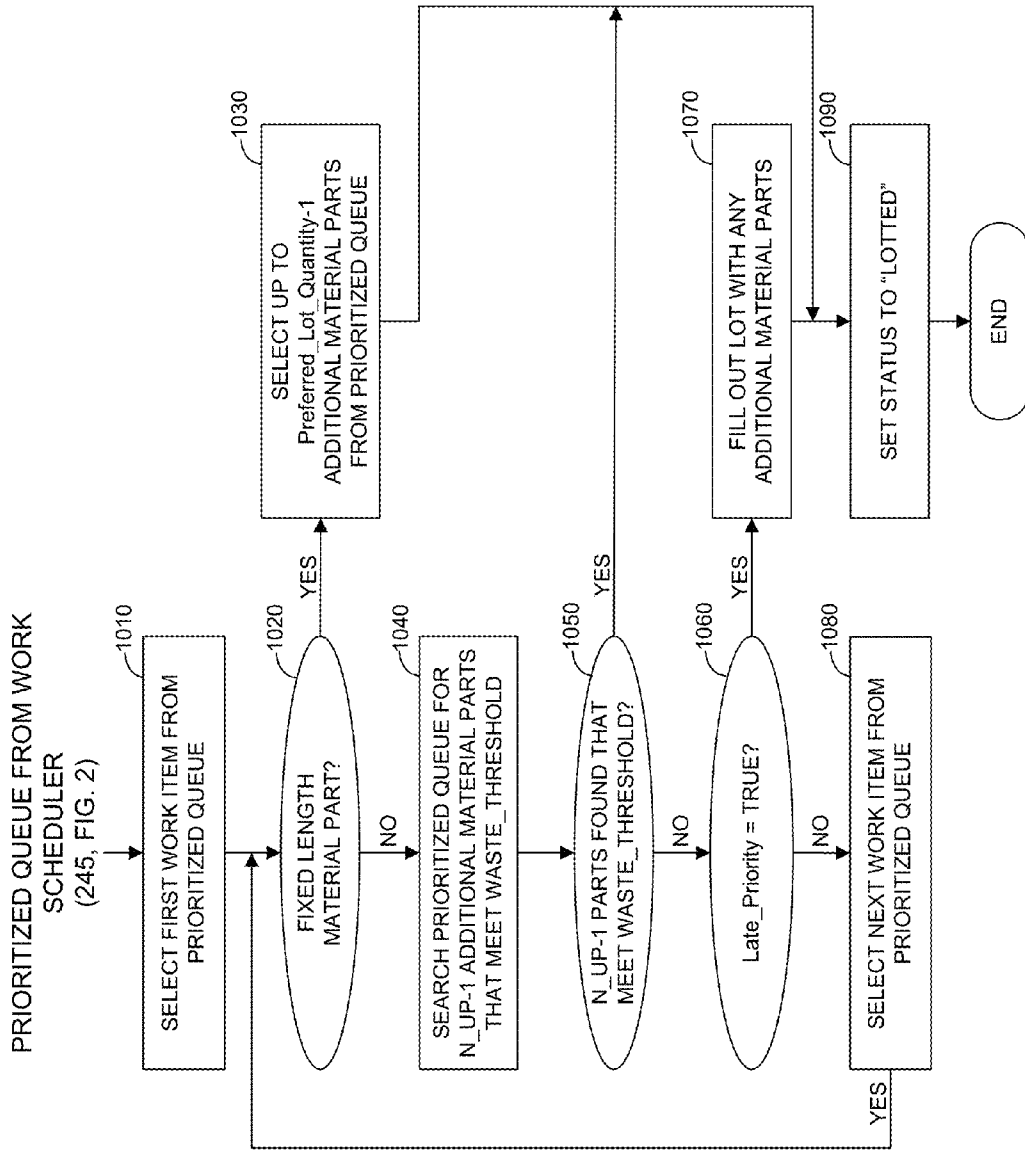 PRIORITIZED QUEUE FROM WORK
SCHEDULER
(245, FIG. 2)
1010
SELECT FIRST WORK ITEM FROM
PRIORITIZED QUEUE
1020
FIXED LENGTH
MATERIAL PART?
YES
NO
1030
SELECT UP TO
Preferred_Lot_Quantity-1
ADDITIONAL MATERIAL PARTS
FROM PRIORITIZED QUEUE
1040
SEARCH PRIORITIZED QUEUE FOR
N_UP-1 ADDITIONAL MATERIAL PARTS
THAT MEET WASTE_THRESHOLD
1050
N_UP-1 PARTS FOUND THAT
MEET WASTE_THRESHOLD?
YES
NO
1060
Late_Priority = TRUE?
YES
NO
1070
FILL OUT LOT WITH ANY
ADDITIONAL MATERIAL PARTS
1080
SELECT NEXT WORK ITEM FROM
PRIORITIZED QUEUE
YES
1090
SET STATUS TO "LOTTED"
END